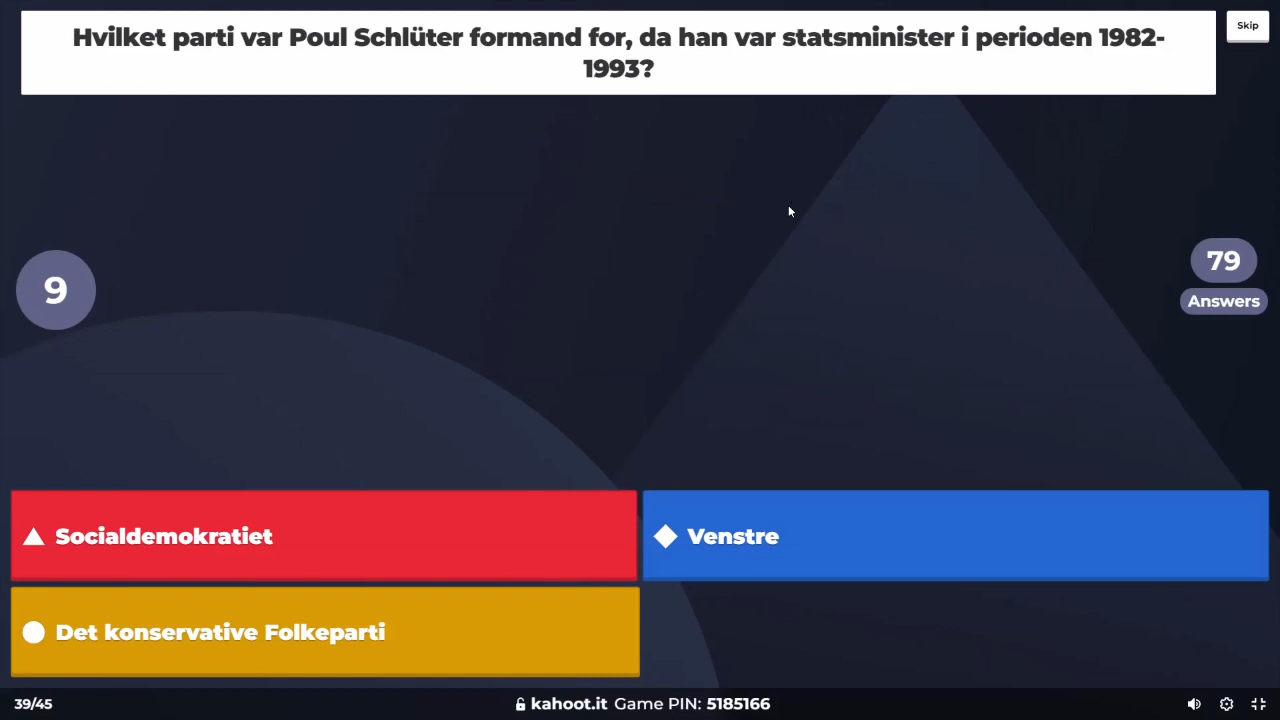 Hvilket parti var Poul Schlüter formand for, da han var statsminister i perioden 1982-
1993?
Skip
9
79
Answers
Socialdemokratiet
Venstre
Det konservative Folkeparti
39/45
kahoot.it Game PIN: 5185166